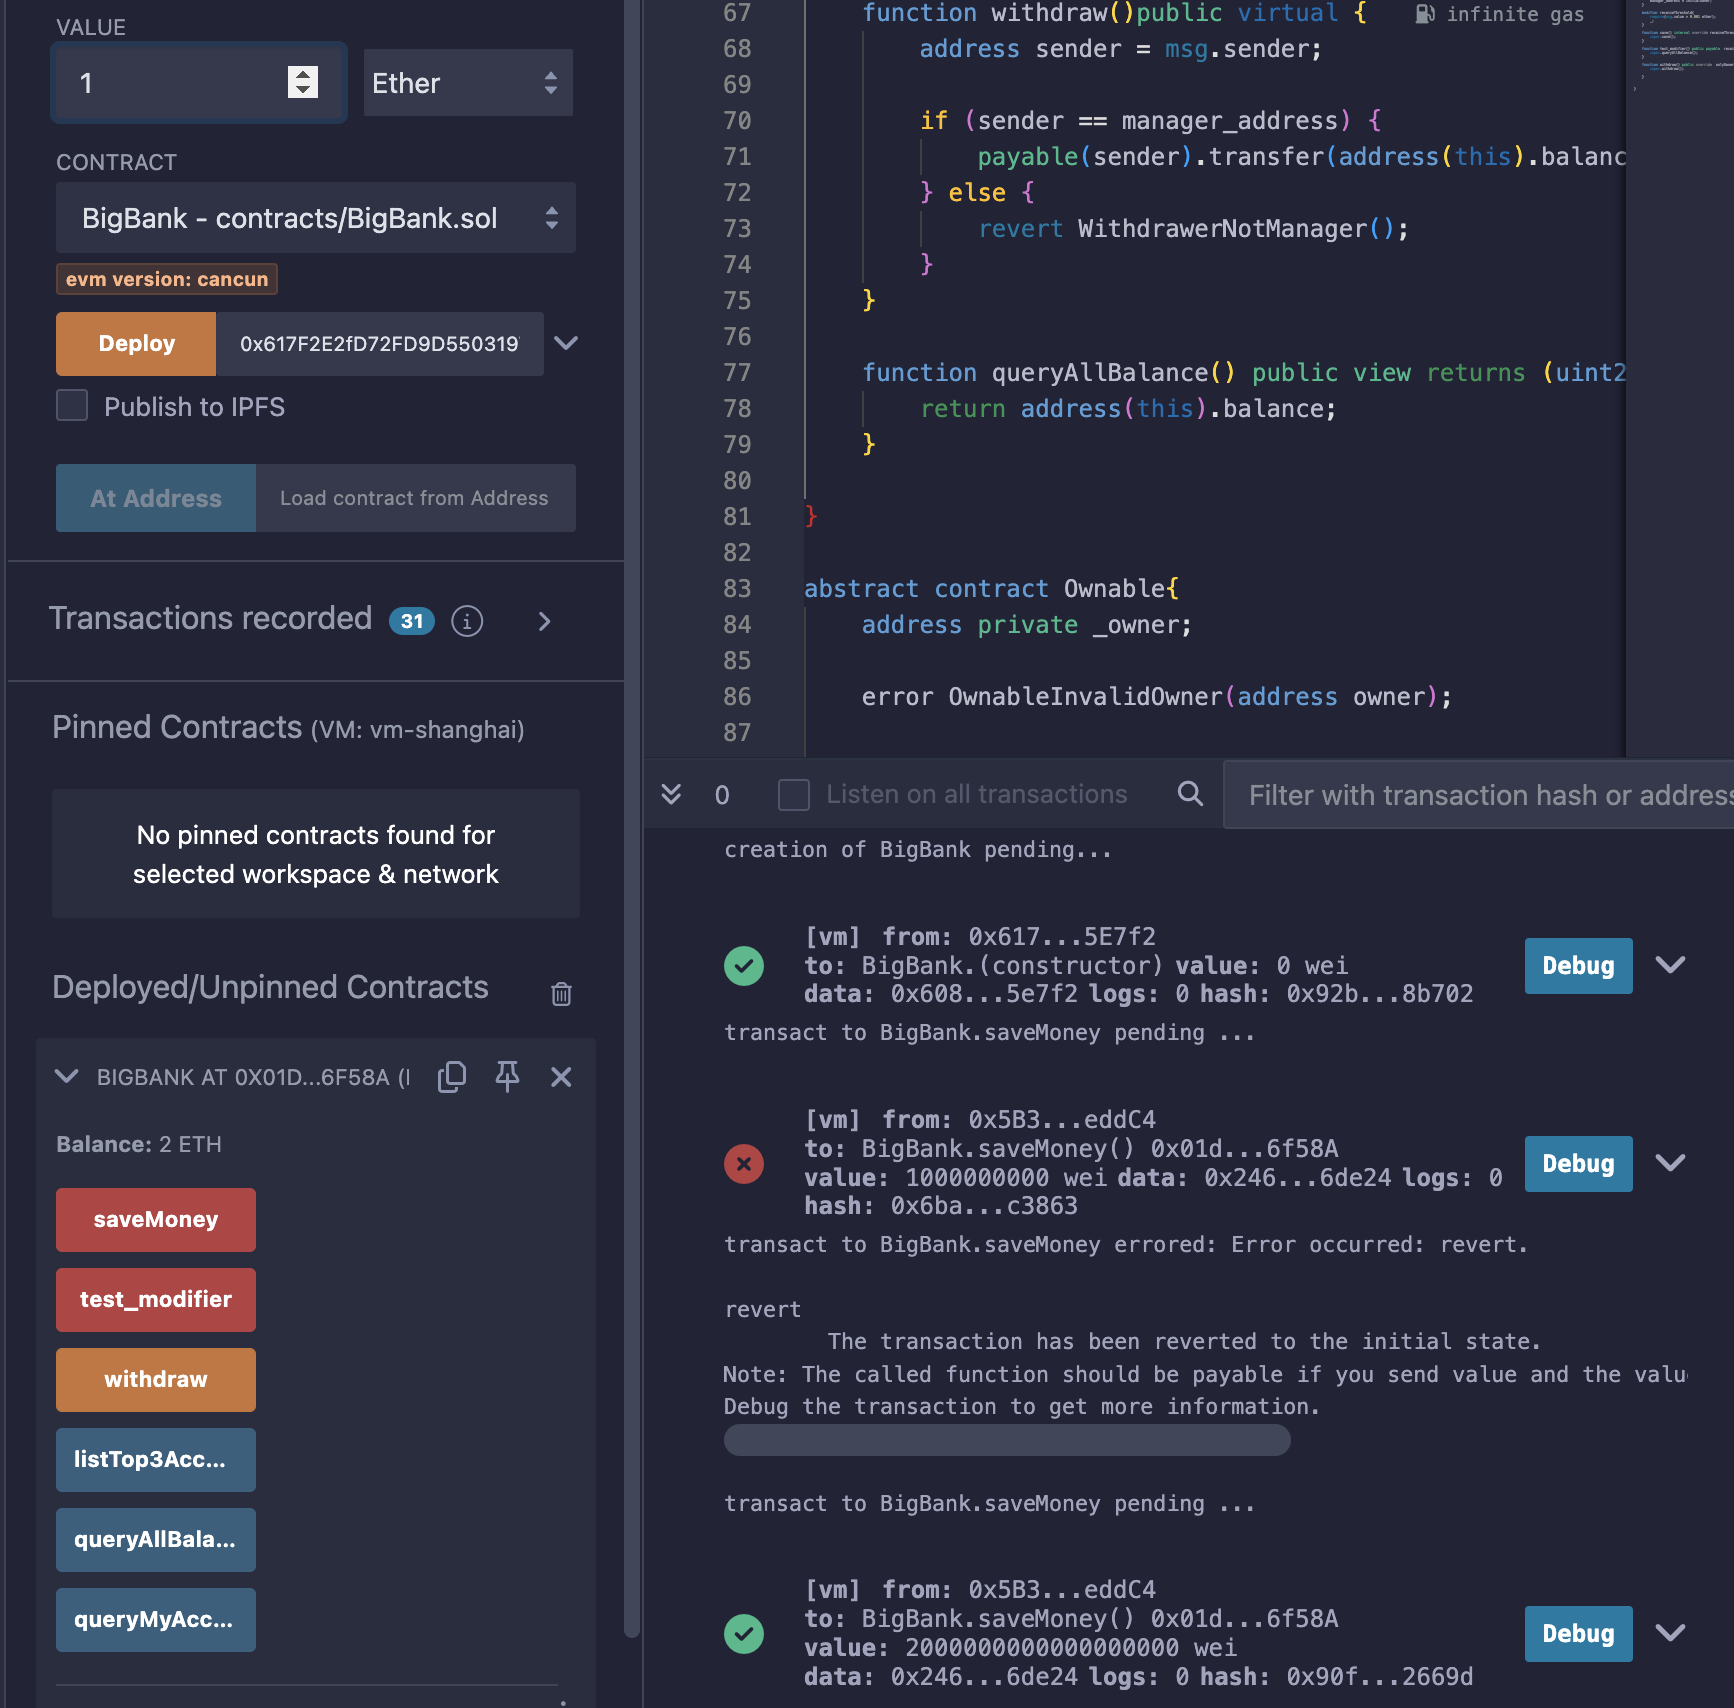 VALUE
1
Ether
CONTRACT
BigBank - contracts/BigBank.sol
evm version: cancun
Deploy
0x617F2E2fD72FD9D550319
Publish to IPFS
At Address
Load contract from Address
Transactions recorded 31 i
Pinned Contracts (VM: vm-shanghai)
No pinned contracts found for
selected workspace & network
Deployed/Unpinned Contracts
BIGBANK AT 0X01D...6F58A (
Balance: 2 ETH
saveMoney
test_modifier
withdraw
listTop3Acc...
queryAllBala...
queryMyAcc...
67 function withdraw()public virtual { infinite gas
68 address sender = msg.sender;
69
70 if (sender == manager_address) {
71 payable(sender).transfer(address(this).balanc
72 } else {
73 revert WithdrawerNotManager();
74 }
75 }
76
77 function queryAllBalance() public view returns (uint2
78 return address(this).balance;
79 }
80
81 }
82
83 abstract contract Ownable{
84 address private _owner;
85
86 error OwnableInvalidOwner(address owner);
87
0
Listen on all transactions
Filter with transaction hash or address
creation of BigBank pending...
[vm] from: 0x617...5E7f2
to: BigBank.(constructor) value: 0 wei
data: 0x608...5e7f2 logs: 0 hash: 0x92b...8b702
Debug
transact to BigBank.saveMoney pending ...
[vm] from: 0x5B3...eddC4
to: BigBank.saveMoney() 0x01d...6f58A
value: 1000000000 wei data: 0x246...6de24 logs: 0
hash: 0x6ba...c3863
Debug
transact to BigBank.saveMoney errored: Error occurred: revert.
revert
The transaction has been reverted to the initial state.
Note: The called function should be payable if you send value and the valu
Debug the transaction to get more information.
transact to BigBank.saveMoney pending ...
[vm] from: 0x5B3...eddC4
to: BigBank.saveMoney() 0x01d...6f58A
value: 2000000000000000000 wei
data: 0x246...6de24 logs: 0 hash: 0x90f...2669d
Debug